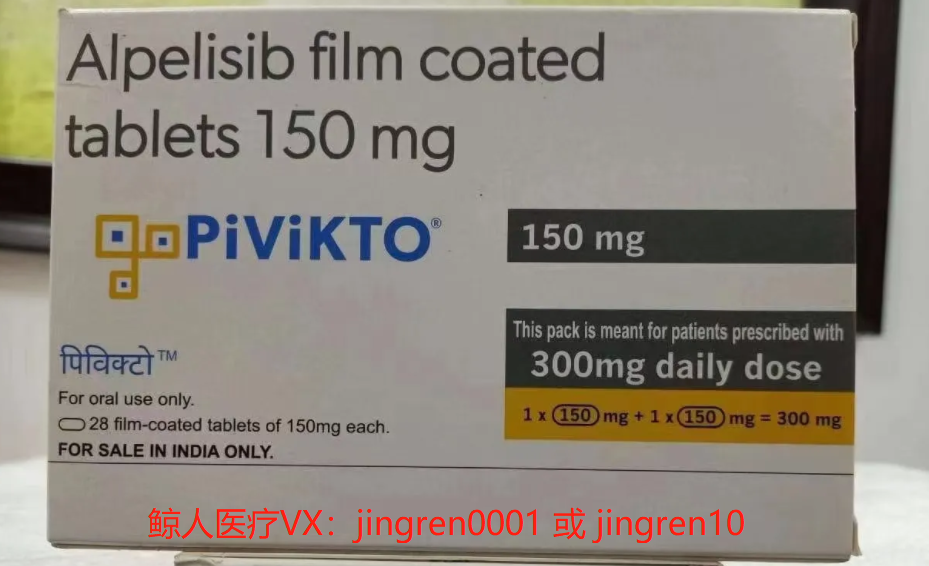 Alpelisib film coated
tablets 150 mg
PiViKTO®
150 mg
This pack is meant for patients prescribed with
300mg daily dose
1 x 150 mg + 1 x 150 mg = 300 mg
पिविक्टो™
For oral use only.
28 film-coated tablets of 150mg each.
FOR SALE IN INDIA ONLY.
鲸人医疗VX：jingren0001 或 jingren10